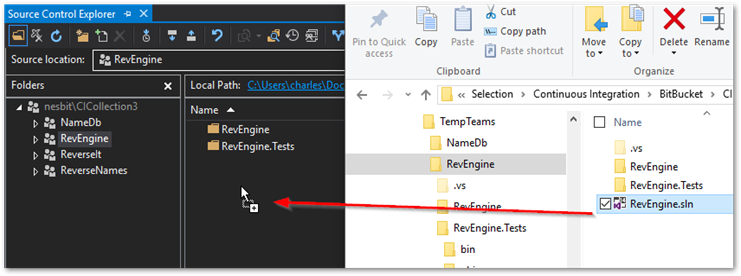 Source Control Explorer
Source location:
RevEngine
Folders
nesbit\CICollection3
NameDb
RevEngine
ReverseIt
ReverseNames
Local Path: C:\Users\charles\Doc
Name
RevEngine
RevEngine.Tests
Pin to Quick
access
Copy
Paste
Cut
Copy path
Paste shortcut
Clipboard
Move
to
Copy
to
Delete
Rename
Organize
Selection
Continuous Integration
BitBucket
CI
TempTeams
NameDb
RevEngine
.vs
RevEngine
RevEngine.Tests
bin
Name
.vs
RevEngine
RevEngine.Tests
RevEngine.sln